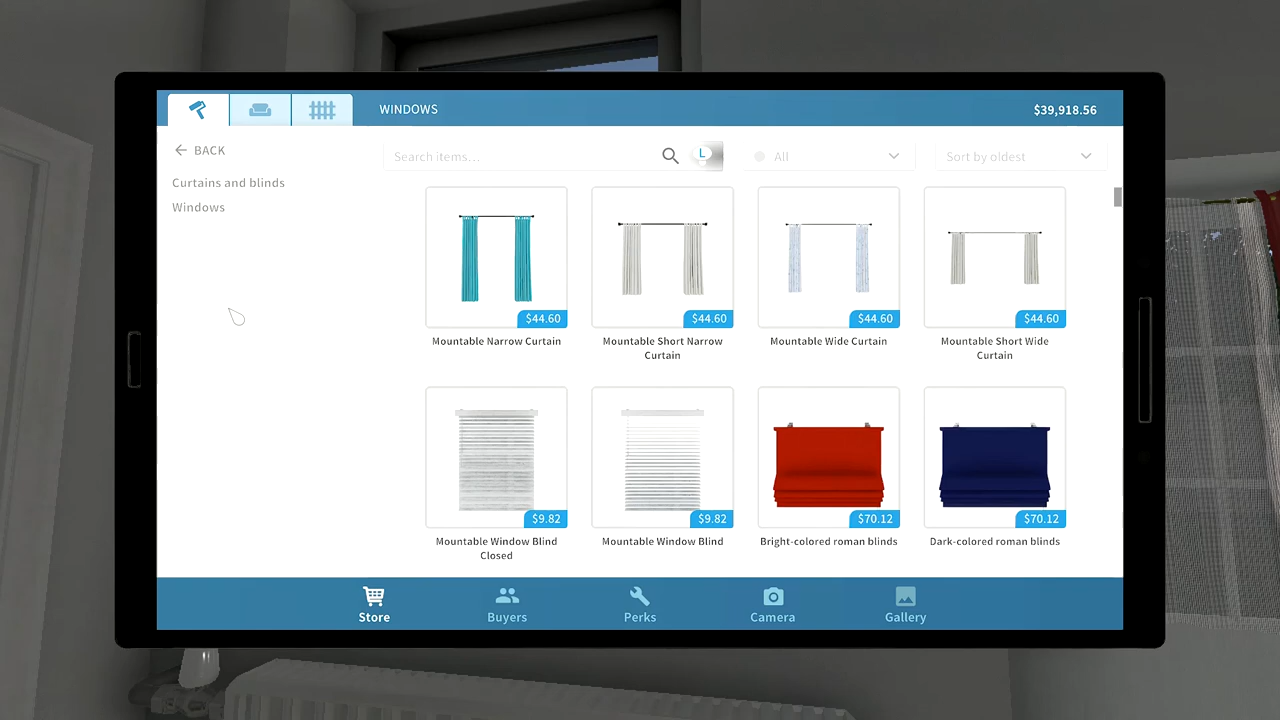 WINDOWS
$39,918.56
BACK
Search items...
L
All
Sort by oldest
Curtains and blinds
Windows
$44.60
$44.60
$44.60
$44.60
Mountable Narrow Curtain
Mountable Short Narrow
Curtain
Mountable Wide Curtain
Mountable Short Wide
Curtain
$9.82
$9.82
$70.12
$70.12
Mountable Window Blind
Closed
Mountable Window Blind
Bright-colored roman blinds
Dark-colored roman blinds
Store
Buyers
Perks
Camera
Gallery